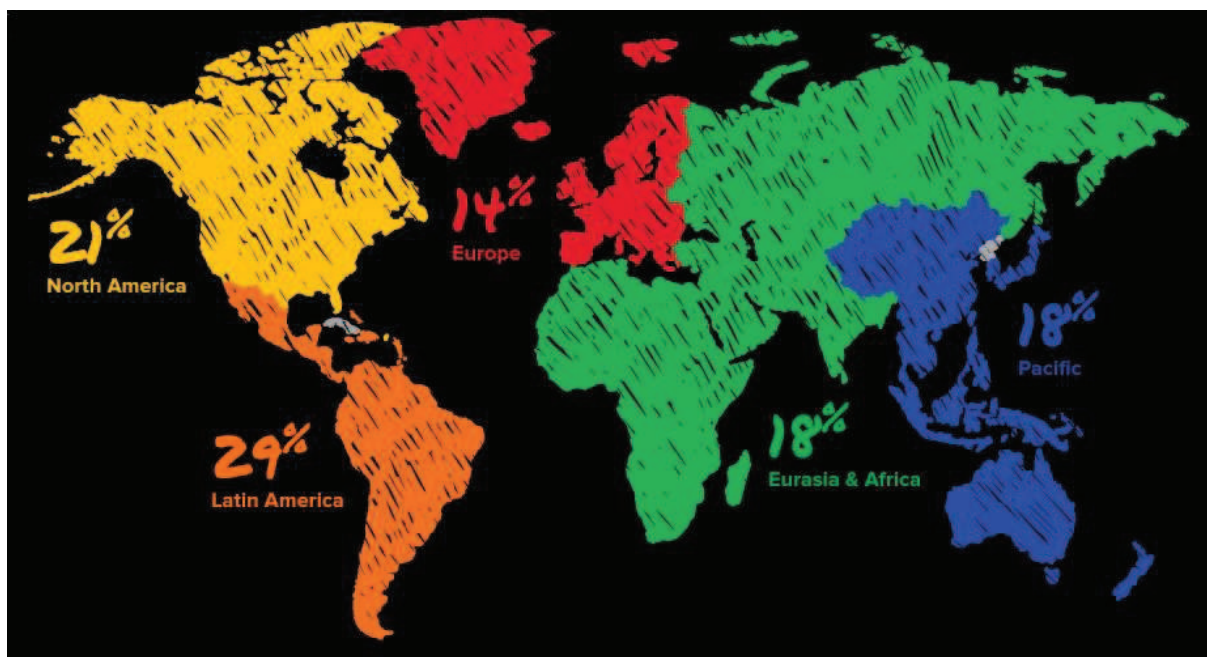 21%
North America
14%
Europe
18%
Pacific
29%
Latin America
18%
Eurasia & Africa